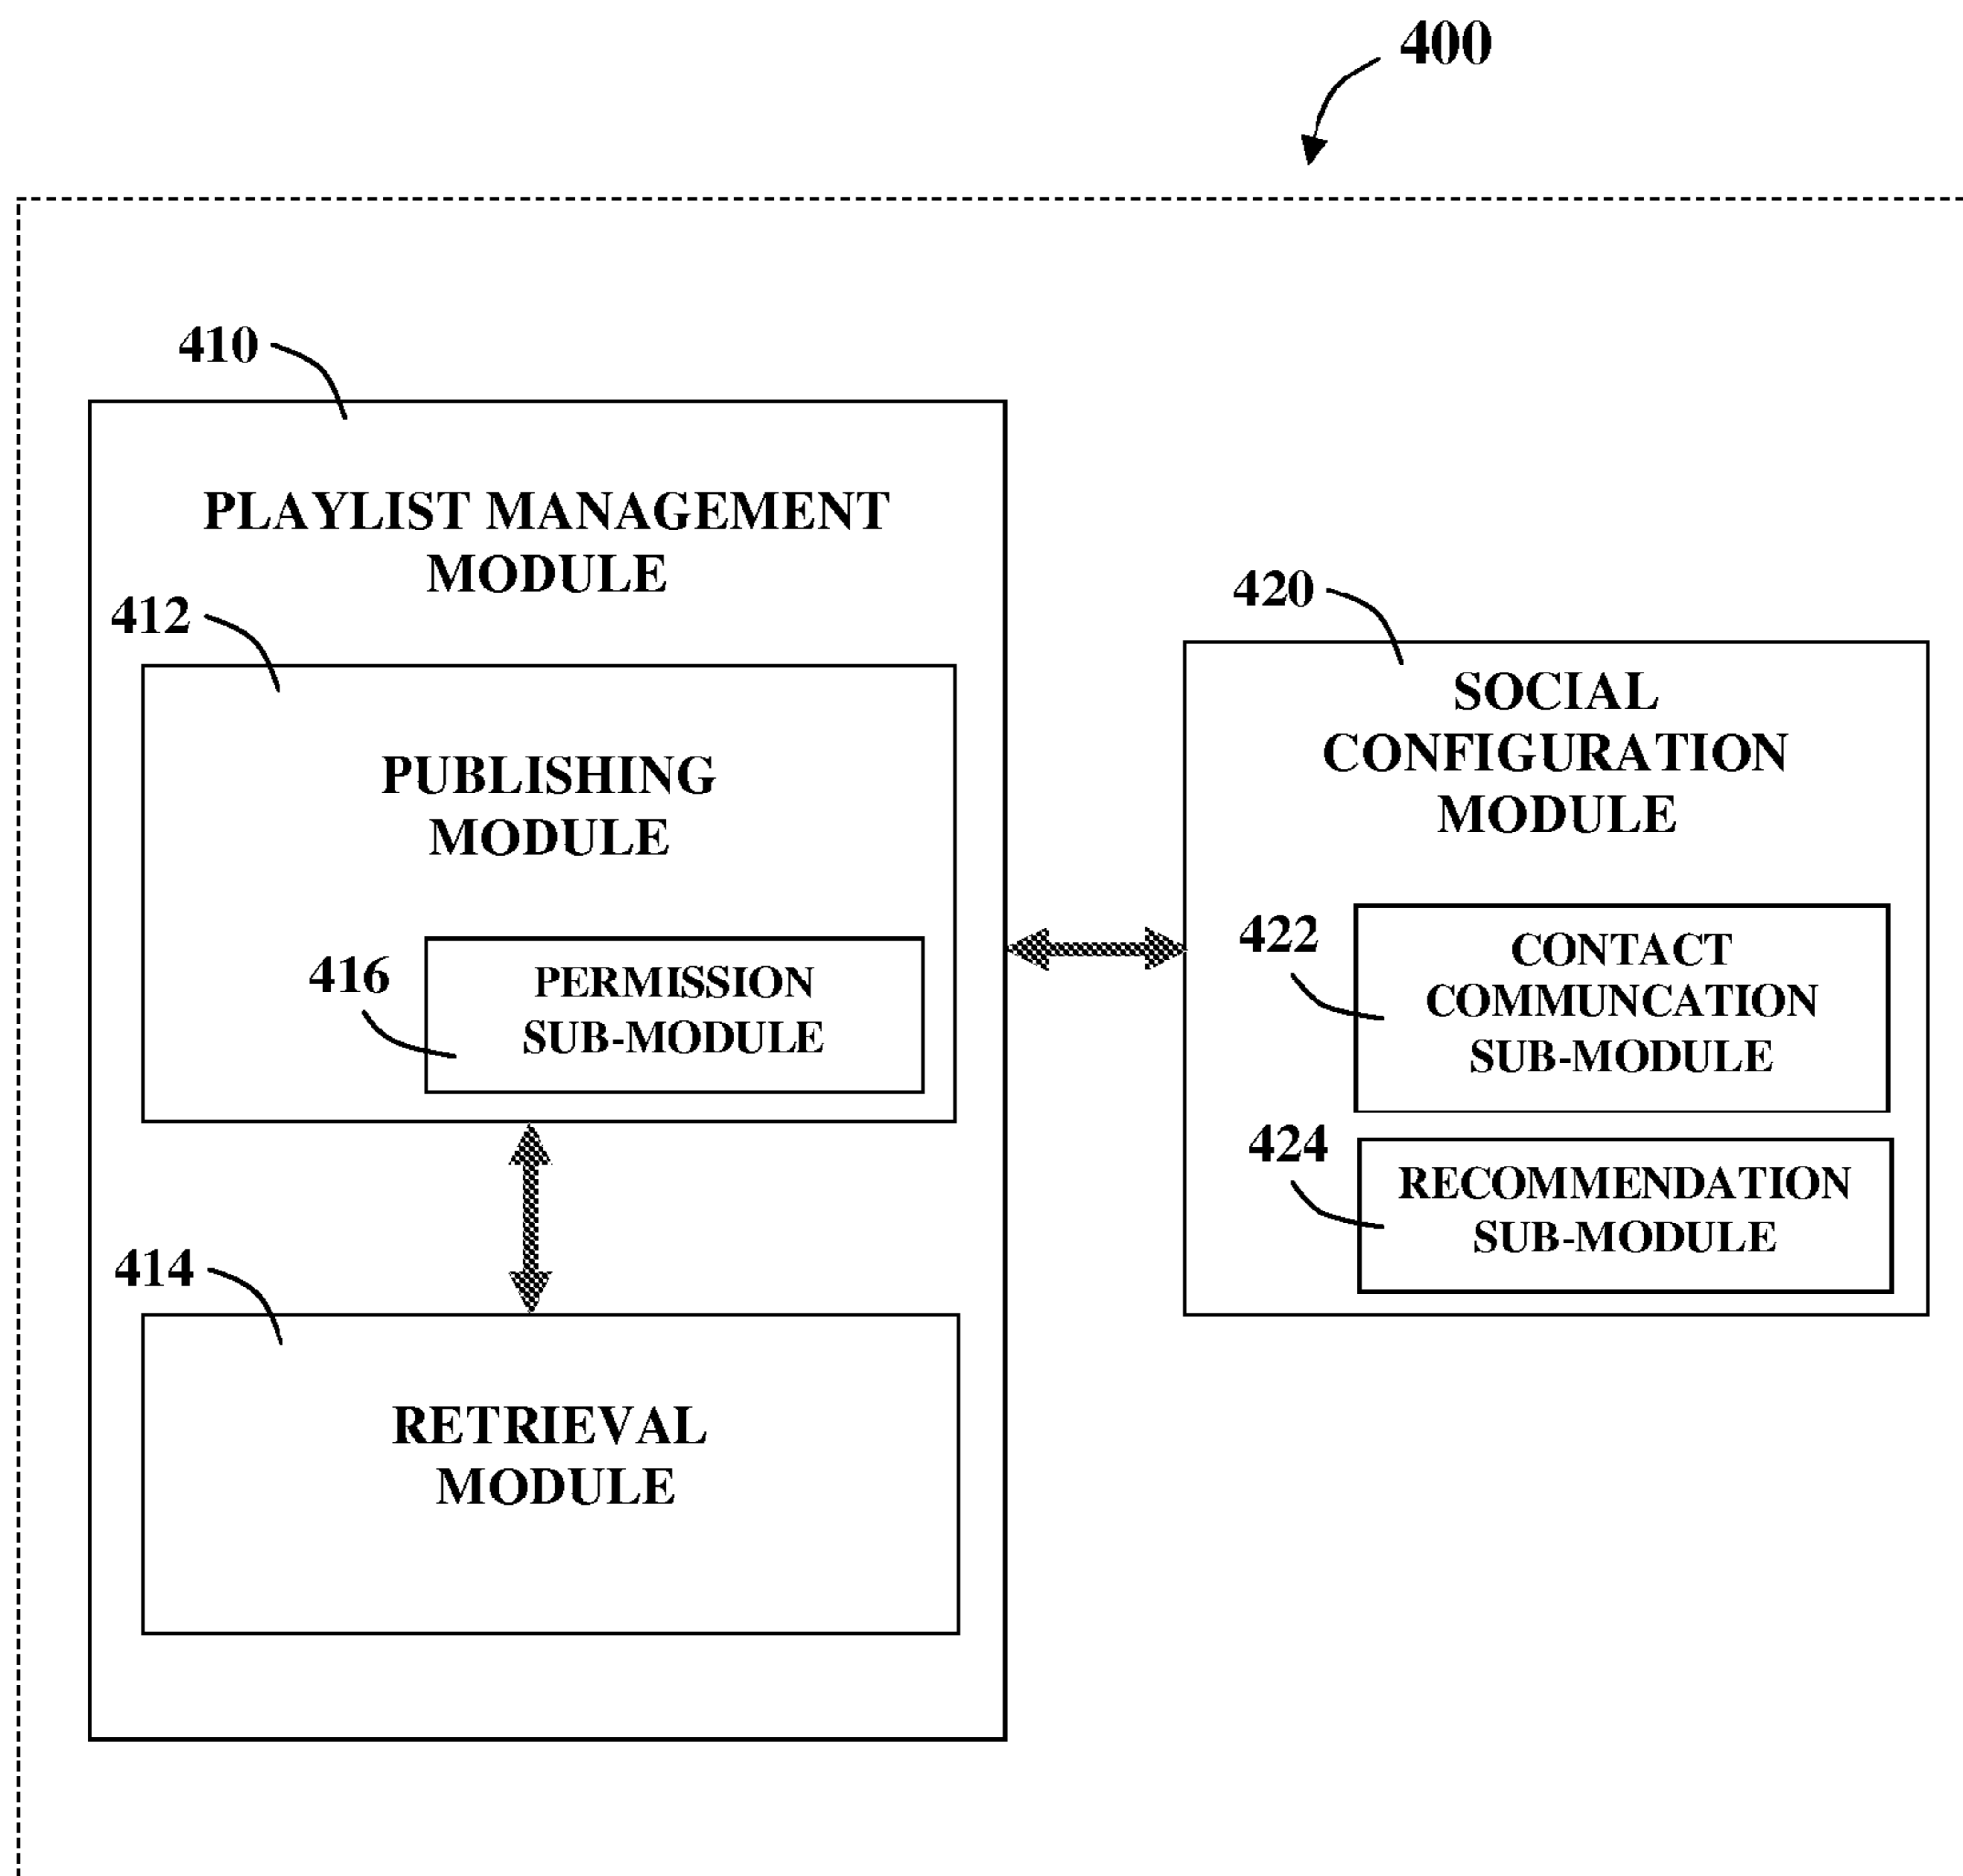 400
410
PLAYLIST MANAGEMENT
MODULE
412
PUBLISHING
MODULE
416
PERMISSION
SUB-MODULE
414
RETRIEVAL
MODULE
420
SOCIAL
CONFIGURATION
MODULE
422
CONTACT
COMMUNCATION
SUB-MODULE
424
RECOMMENDATION
SUB-MODULE